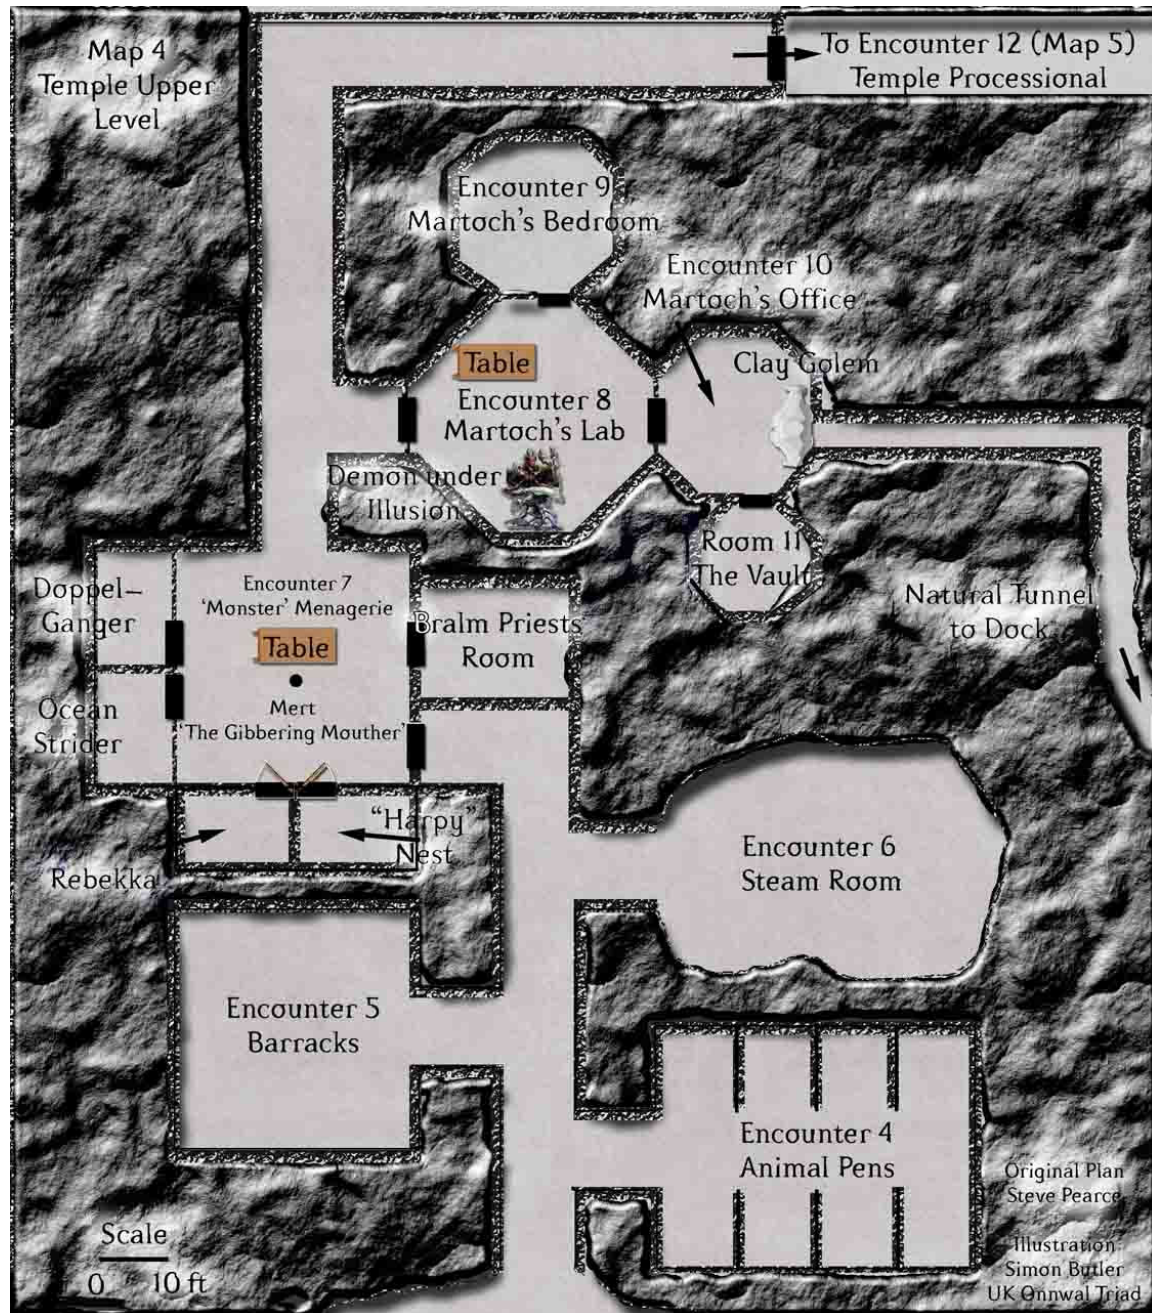 Map 4
Temple Upper
Level
To Encounter 12 (Map 5)
Temple Processional
Encounter 9
Martoch's Bedroom
Encounter 10
Martoch's Office
Clay Golem
Table
Encounter 8
Martoch's Lab
Demon under
Illusion
Room 11
The Vault
Natural Tunnel
to Dock
Doppel-
Ganger
Encounter 7
'Monster' Menagerie
Table
Bralm Priests
Room
Ocean
Strider
Mert
'The Gibbering Mouther'
"Harpy"
Nest
Rebekka
Encounter 6
Steam Room
Encounter 5
Barracks
Encounter 4
Animal Pens
Original Plan
Steve Pearce
Illustration
Simon Butler
UK Onnwal Triad
Scale
0 10 ft